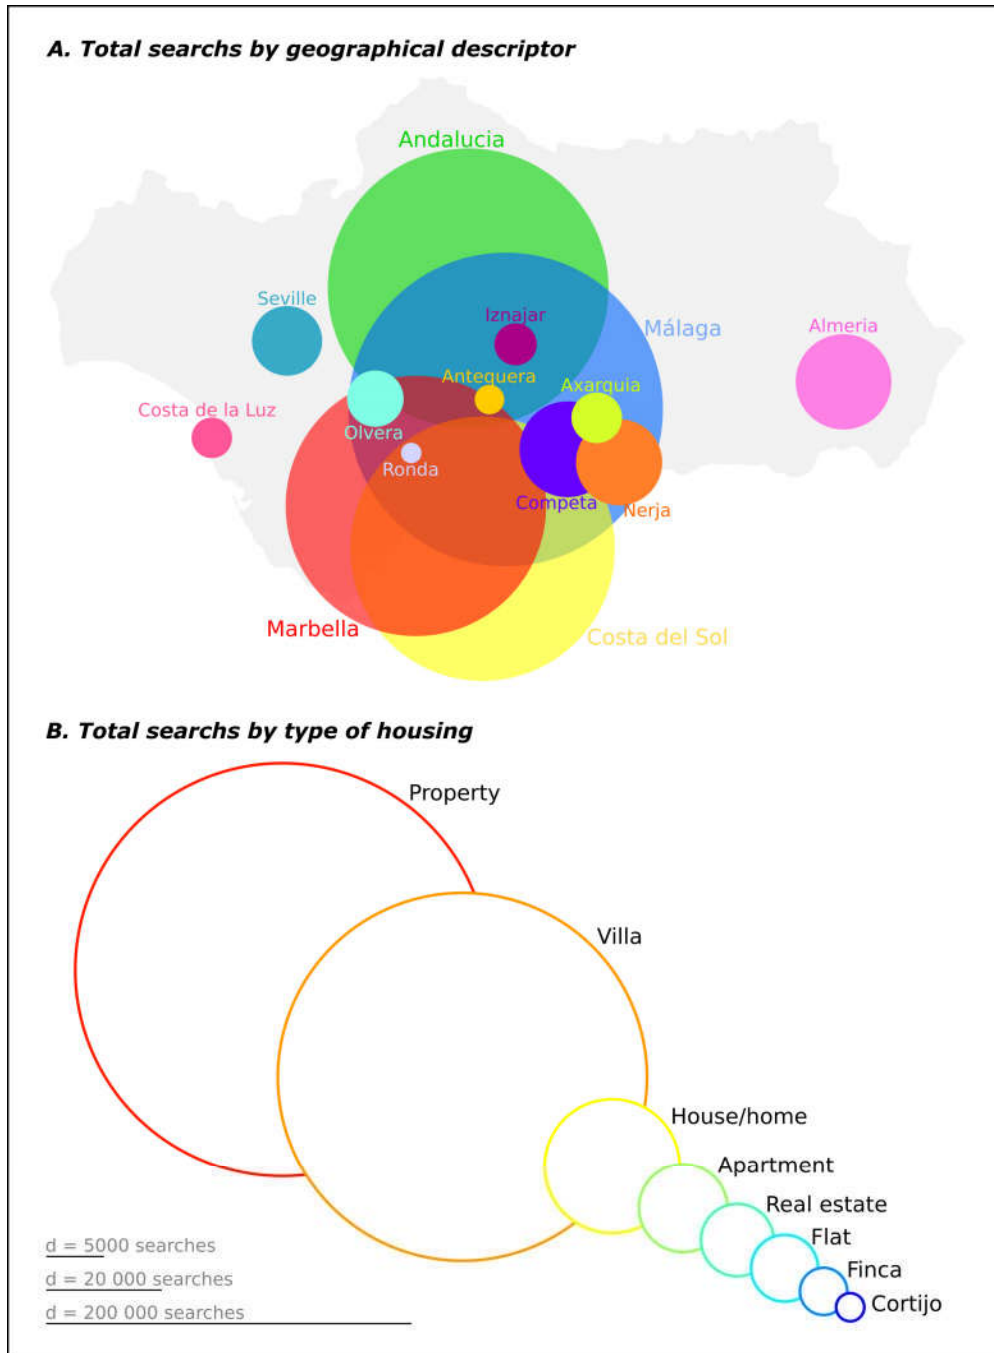 A. Total searchs by geographical descriptor
Andalucia
Seville
Iznajar
Málaga
Almeria
Antequera
Axarquia
Costa de la Luz
Olvera
Ronda
Competa
Nerja
Marbella
Costa del Sol
B. Total searchs by type of housing
Property
Villa
House/home
Apartment
Real estate
Flat
Finca
Cortijo
d = 5000 searches
d = 20 000 searches
d = 200 000 searches